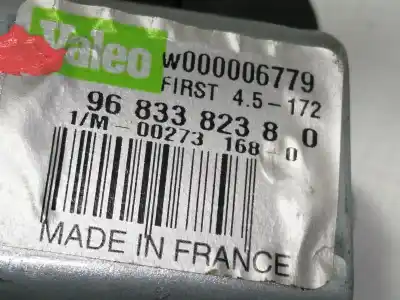 Valeo
W000006779
FIRST 4.5-172
96 833 823 8 0
1/M-00273 168-0
MADE IN FRANCE